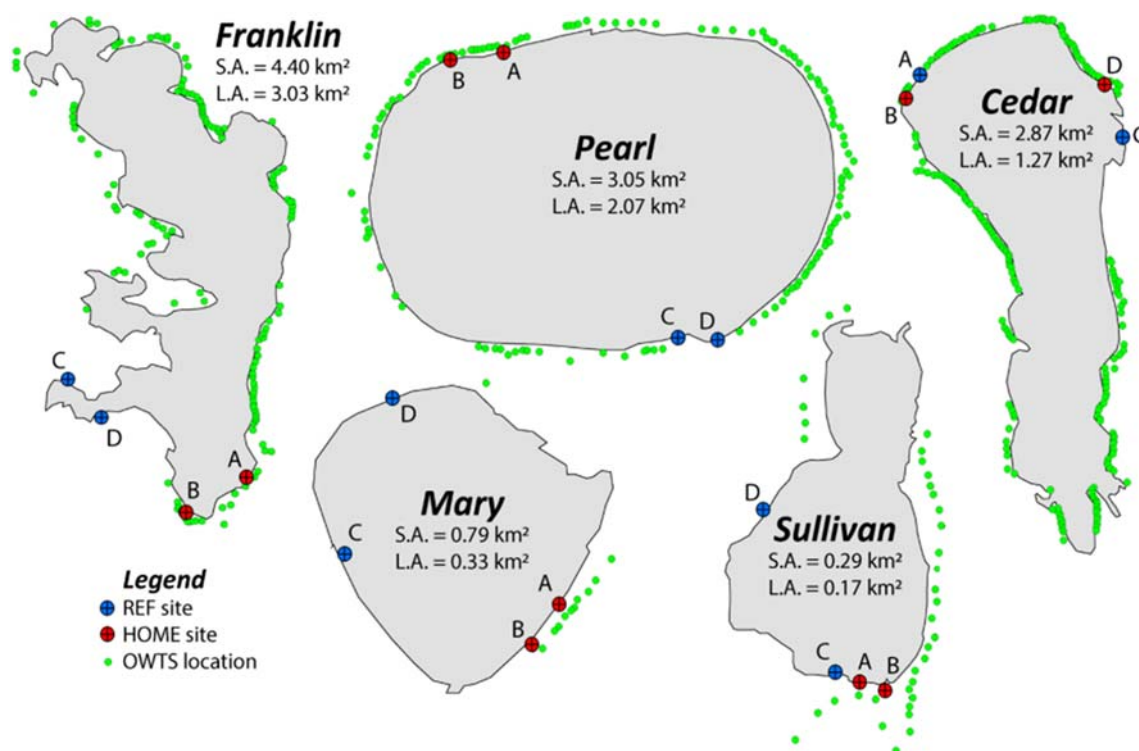 Franklin
S.A. = 4.40 km²
L.A. = 3.03 km²
C
D
A
B
Pearl
S.A. = 3.05 km²
L.A. = 2.07 km²
B
A
C
D
Cedar
S.A. = 2.87 km²
L.A. = 1.27 km²
A
B
D
C
Mary
S.A. = 0.79 km²
L.A. = 0.33 km²
D
C
A
B
Sullivan
S.A. = 0.29 km²
L.A. = 0.17 km²
D
C
A
B
Legend
REF site
HOME site
OWTS location